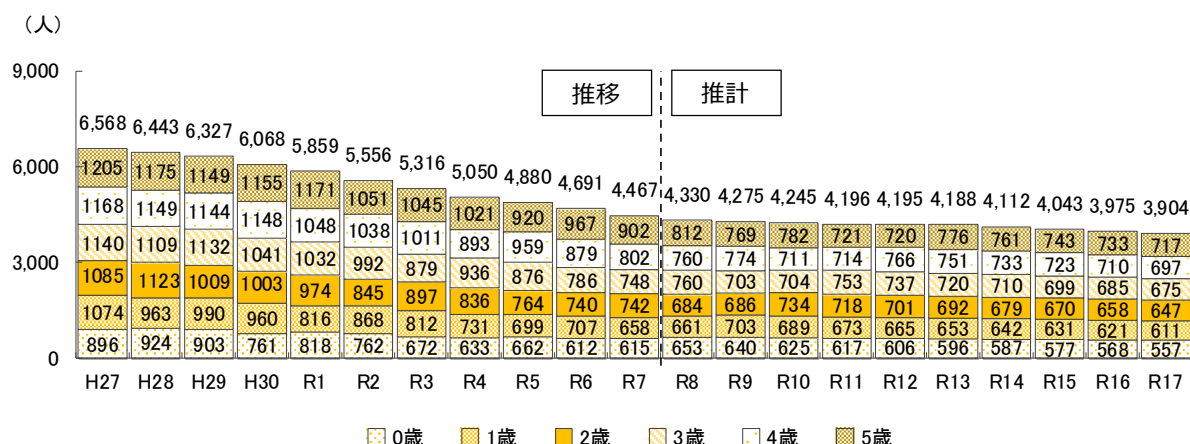 （人）
9,000
推移 推計
6,568 6,443 6,327 6,068 5,859 5,556 5,316 5,050 4,880 4,691 4,467 4,330 4,275 4,245 4,196 4,195 4,188 4,112 4,043 3,975 3,904
6,000
1205 1175 1149 1155 1171 1051 1045 1021 920 967 902 812 769 782 721 720 776 761 743 733 717
1168 1149 1144 1148 1048 1038 1011 893 959 879 802 760 774 711 714 766 751 733 723 710 697
1140 1109 1132 1041 1032 992 879 936 876 786 748 760 703 704 753 737 720 710 699 685 675
3,000
1085 1123 1009 1003 974 845 897 836 764 740 742 684 686 734 718 701 692 679 670 658 647
1074 963 990 960 816 868 812 731 699 707 658 661 703 689 673 665 653 642 631 621 611
896 924 903 761 818 762 672 633 662 612 615 653 640 625 617 606 596 587 577 568 557
0
H27 H28 H29 H30 R1 R2 R3 R4 R5 R6 R7 R8 R9 R10 R11 R12 R13 R14 R15 R16 R17
0歳 1歳 2歳 3歳 4歳 5歳